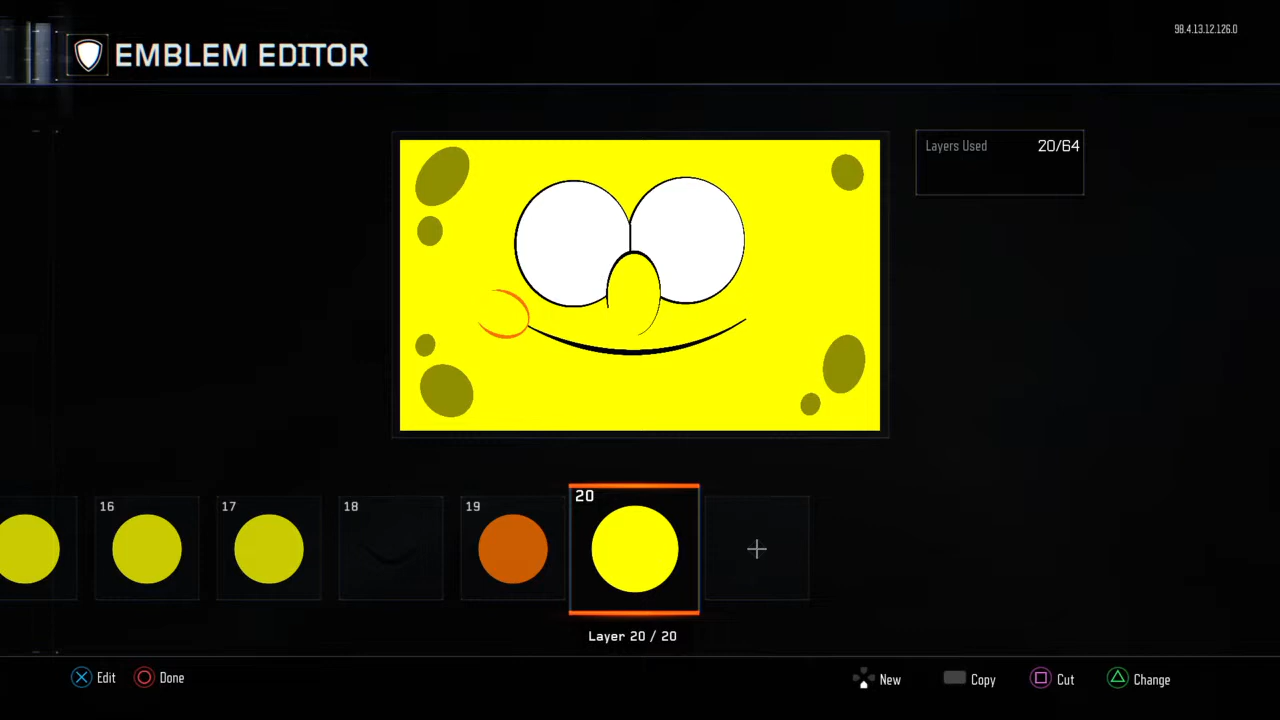 98.4.13.12.126.0
EMBLEM EDITOR
Layers Used 20/64
16 17 18 19 20
Layer 20 / 20
Edit Done New Copy Cut Change